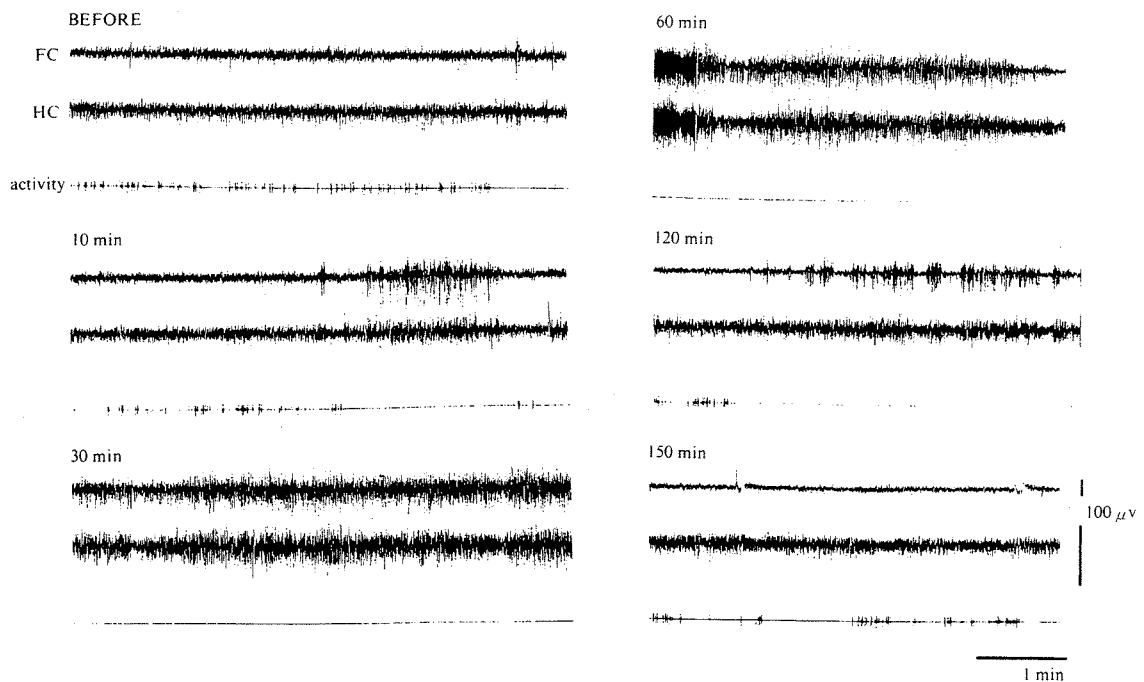 BEFORE
FC
HC
activity
10 min
30 min
60 min
120 min
150 min
100 μv
1 min